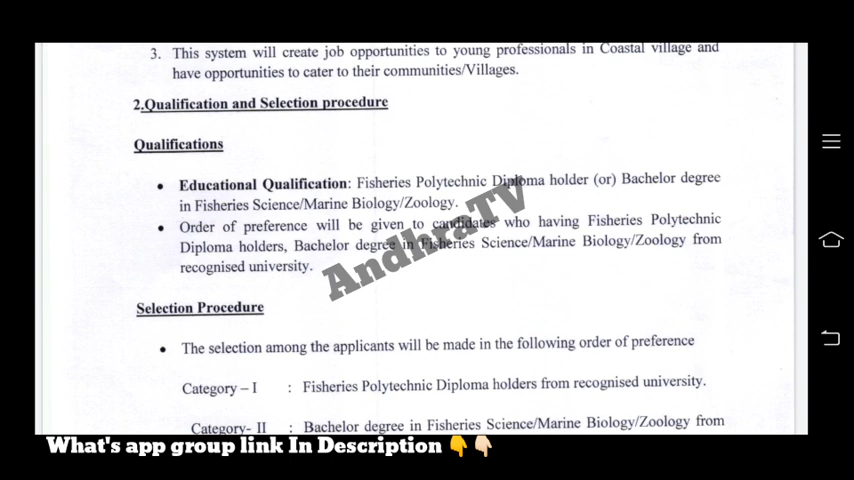 3. This system will create job opportunities to young professionals in Coastal village and
have opportunities to cater to their communities/Villages.
2.Qualification and Selection procedure
Qualifications
• Educational Qualification: Fisheries Polytechnic Diploma holder (or) Bachelor degree
in Fisheries Science/Marine Biology/Zoology.
• Order of preference will be given to candidates who having Fisheries Polytechnic
Diploma holders, Bachelor degree in Fisheries Science/Marine Biology/Zoology from
recognised university.
AndhraTV
Selection Procedure
• The selection among the applicants will be made in the following order of preference
Category – I : Fisheries Polytechnic Diploma holders from recognised university.
Category- II : Bachelor degree in Fisheries Science/Marine Biology/Zoology from
What's app group link In Description 👇👇🏻